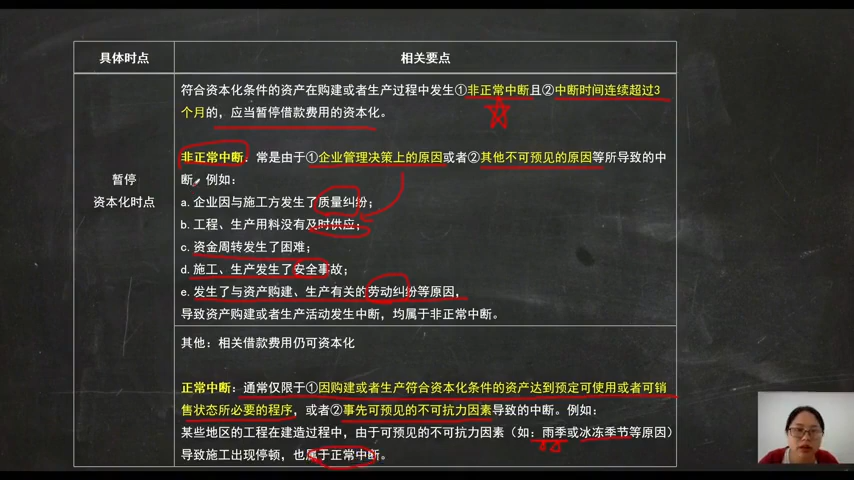 具体时点
相关要点
符合资本化条件的资产在购建或者生产过程中发生①非正常中断且②中断时间连续超过3
个月的，应当暂停借款费用的资本化。
非正常中断：常是由于①企业管理决策上的原因或者②其他不可预见的原因等所导致的中
断，例如：
暂停
资本化时点
a. 企业因与施工方发生了质量纠纷；
b. 工程、生产用料没有及时供应；
c. 资金周转发生了困难；
d. 施工、生产发生了安全事故；
e. 发生了与资产购建、生产有关的劳动纠纷等原因，
导致资产购建或者生产活动发生中断，均属于非正常中断。
其他：相关借款费用仍可资本化
正常中断：通常仅限于①因购建或者生产符合资本化条件的资产达到预定可使用或者可销
售状态所必要的程序，或者②事先可预见的不可抗力因素导致的中断。例如：
某些地区的工程在建造过程中，由于可预见的不可抗力因素（如：雨季或冰冻季节等原因）
导致施工出现停顿，也属于正常中断。